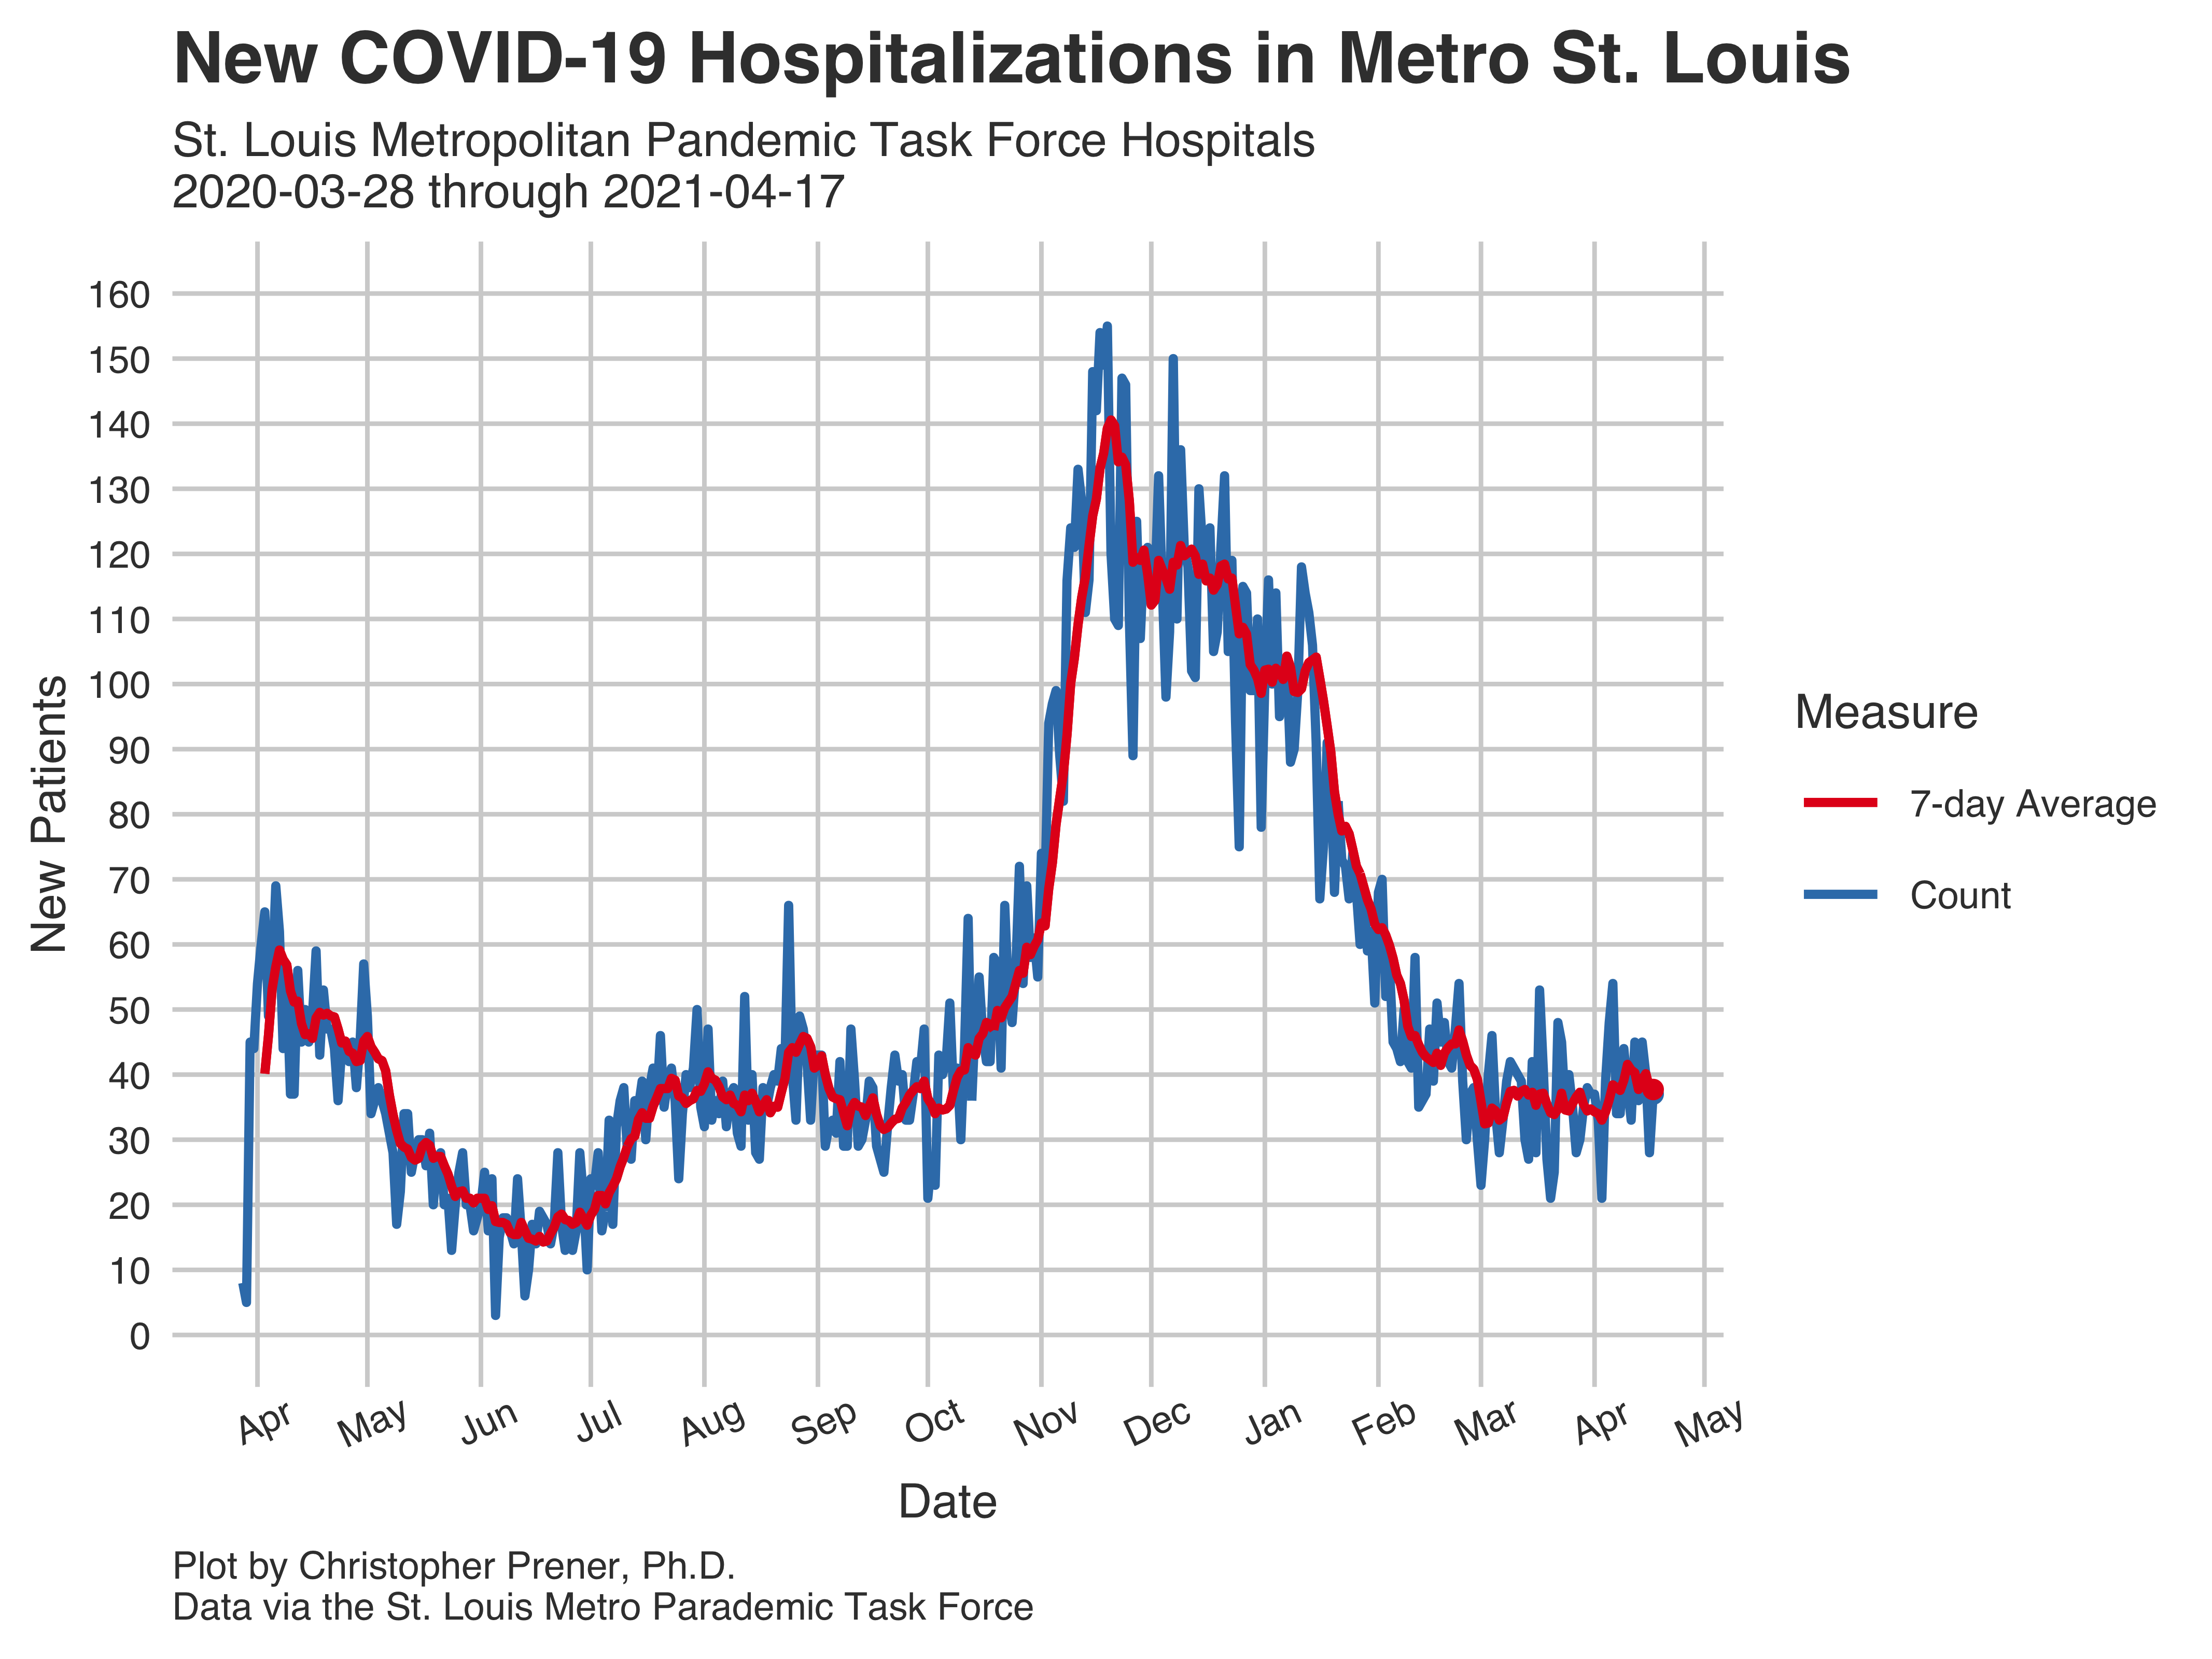 New COVID-19 Hospitalizations in Metro St. Louis
St. Louis Metropolitan Pandemic Task Force Hospitals
2020-03-28 through 2021-04-17
160
150
140
130
120
110
100
90
80
70
60
50
40
30
20
10
0
New Patients
Apr
May
Jun
Jul
Aug
Sep
Oct
Nov
Dec
Jan
Feb
Mar
Apr
May
Date
Measure
7-day Average
Count
Plot by Christopher Prener, Ph.D.
Data via the St. Louis Metro Parademic Task Force